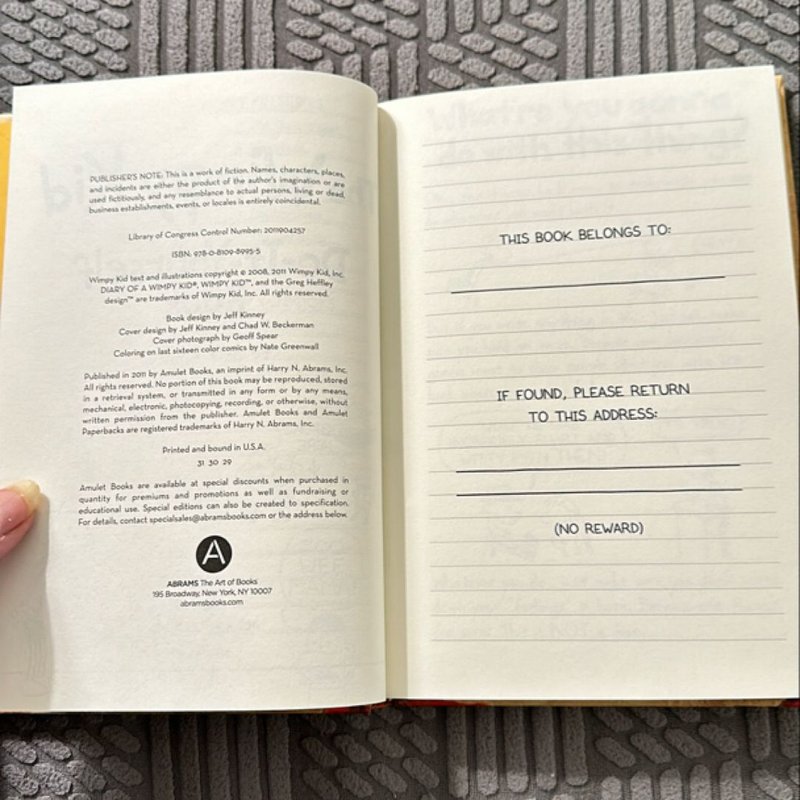 PUBLISHER'S NOTE: This is a work of fiction. Names, characters, places,
and incidents are either the product of the author's imagination or are
used fictitiously, and any resemblance to actual persons, living or dead,
business establishments, events, or locales is entirely coincidental.
Library of Congress Control Number: 2011904257
ISBN: 978-0-8109-8995-5
Wimpy Kid text and illustrations copyright © 2008, 2011 Wimpy Kid, Inc.
DIARY OF A WIMPY KID®, WIMPY KID™, and the Greg Heffley
design™ are trademarks of Wimpy Kid, Inc. All rights reserved.
Book design by Jeff Kinney
Cover design by Jeff Kinney and Chad W. Beckerman
Cover photograph by Geoff Spear
Coloring on last sixteen color comics by Nate Greenwall
Published in 2011 by Amulet Books, an imprint of Harry N. Abrams, Inc.
All rights reserved. No portion of this book may be reproduced, stored
in a retrieval system, or transmitted in any form or by any means,
mechanical, electronic, photocopying, recording, or otherwise, without
written permission from the publisher. Amulet Books and Amulet
Paperbacks are registered trademarks of Harry N. Abrams, Inc.
Printed and bound in U.S.A.
31 30 29
Amulet Books are available at special discounts when purchased in
quantity for premiums and promotions as well as fundraising or
educational use. Special editions can also be created to specification.
For details, contact specialsales@abramsbooks.com or the address below.
A
ABRAMS The Art of Books
195 Broadway, New York, NY 10007
abramsbooks.com
THIS BOOK BELONGS TO:
IF FOUND, PLEASE RETURN
TO THIS ADDRESS:
(NO REWARD)